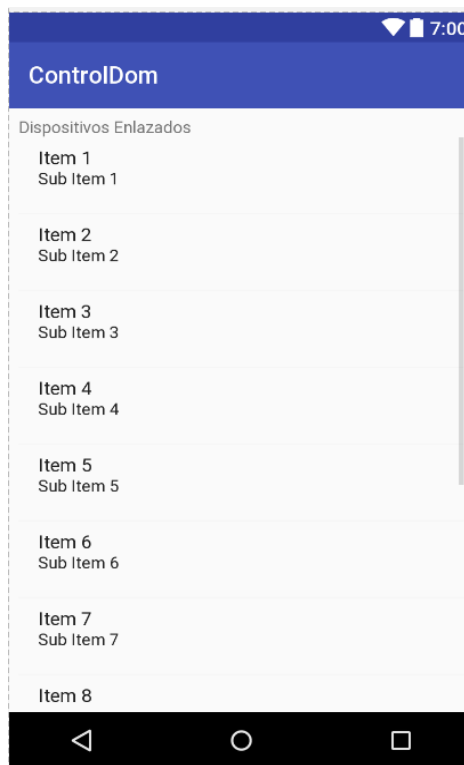 7:00
ControlDom
Dispositivos Enlazados
Item 1
Sub Item 1
Item 2
Sub Item 2
Item 3
Sub Item 3
Item 4
Sub Item 4
Item 5
Sub Item 5
Item 6
Sub Item 6
Item 7
Sub Item 7
Item 8